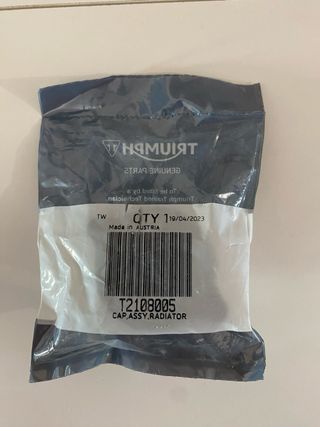 TRIUMPH
GENUINE PARTS
To be fitted by a
Triumph Trained Technician
TW QTY 1 19/04/2023
Made in AUSTRIA
T2108005
CAP,ASSY,RADIATOR